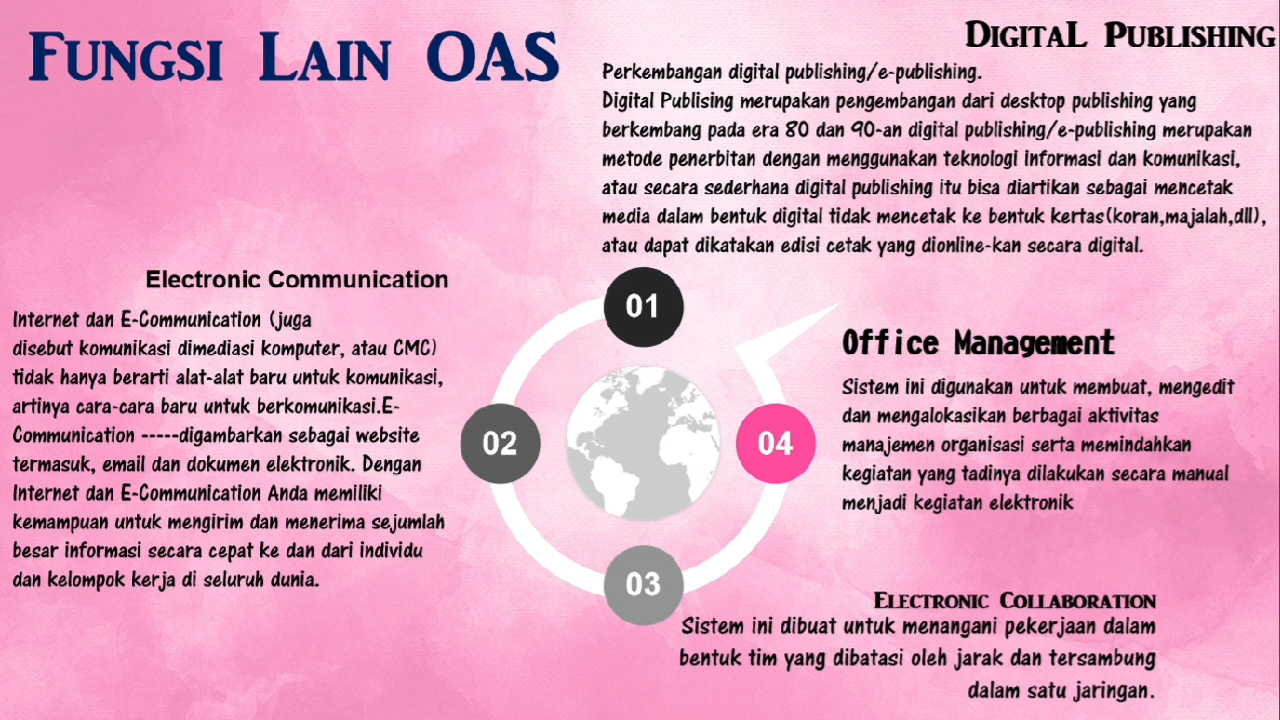 Fungsi Lain OAS
Digital Publishing
Perkembangan digital publishing/e-publishing.
Digital Publising merupakan pengembangan dari desktop publishing yang
berkembang pada era 80 dan 90-an digital publishing/e-publishing merupakan
metode penerbitan dengan menggunakan teknologi informasi dan komunikasi,
atau secara sederhana digital publishing itu bisa diartikan sebagai mencetak
media dalam bentuk digital tidak mencetak ke bentuk kertas(koran,majalah,dll),
atau dapat dikatakan edisi cetak yang dionline-kan secara digital.
01
Electronic Communication
Internet dan E-Communication (juga
disebut komunikasi dimediasi komputer, atau CMC)
tidak hanya berarti alat-alat baru untuk komunikasi,
artinya cara-cara baru untuk berkomunikasi.E-
Communication -----digambarkan sebagai website
termasuk, email dan dokumen elektronik. Dengan
Internet dan E-Communication Anda memiliki
kemampuan untuk mengirim dan menerima sejumlah
besar informasi secara cepat ke dan dari individu
dan kelompok kerja di seluruh dunia.
02
04
Office Management
Sistem ini digunakan untuk membuat, mengedit
dan mengalokasikan berbagai aktivitas
manajemen organisasi serta memindahkan
kegiatan yang tadinya dilakukan secara manual
menjadi kegiatan elektronik
03
Electronic Collaboration
Sistem ini dibuat untuk menangani pekerjaan dalam
bentuk tim yang dibatasi oleh jarak dan tersambung
dalam satu jaringan.